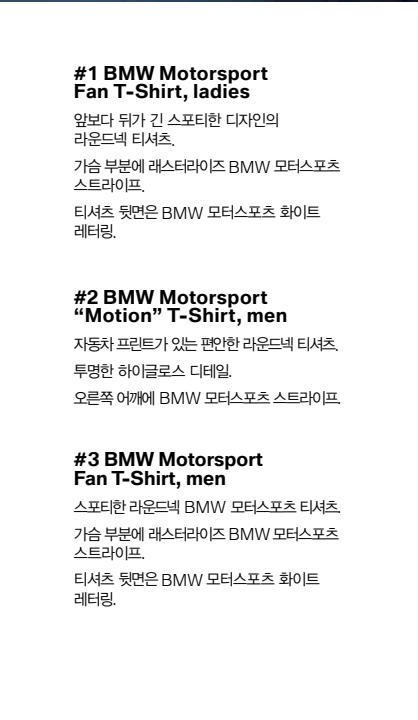 #1 BMW Motorsport
Fan T-Shirt, ladies
앞보다 뒤가 긴 스포티한 디자인의
라운드넥 티셔츠.
가슴 부분에 래스터라이즈 BMW 모터스포츠
스트라이프.
티셔츠 뒷면은 BMW 모터스포츠 화이트
레터링.
#2 BMW Motorsport
“Motion” T-Shirt, men
자동차 프린트가 있는 편안한 라운드넥 티셔츠.
투명한 하이글로스 디테일.
오른쪽 어깨에 BMW 모터스포츠 스트라이프.
#3 BMW Motorsport
Fan T-Shirt, men
스포티한 라운드넥 BMW 모터스포츠 티셔츠.
가슴 부분에 래스터라이즈 BMW 모터스포츠
스트라이프.
티셔츠 뒷면은 BMW 모터스포츠 화이트
레터링.